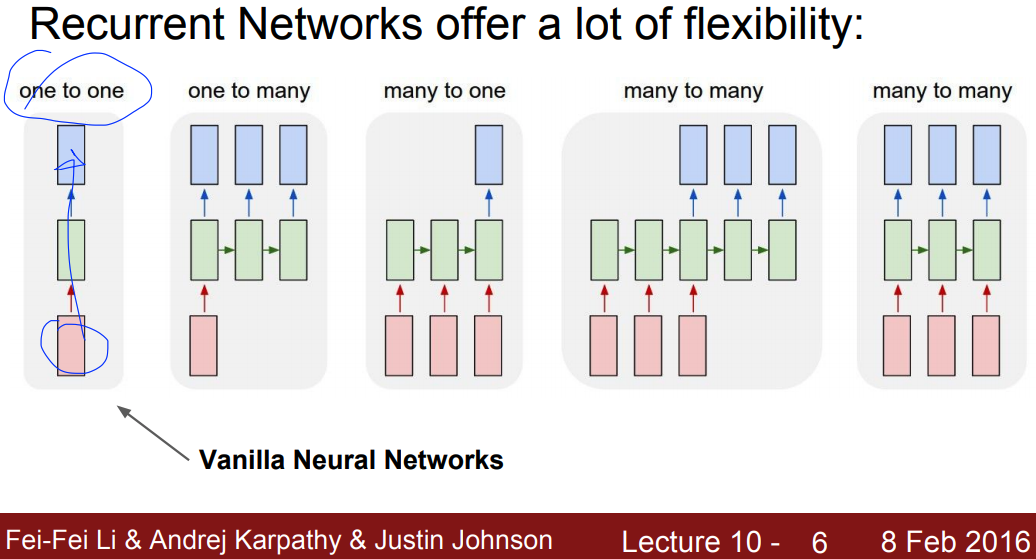 Recurrent Networks offer a lot of flexibility:
one to one one to many many to one many to many many to many
Vanilla Neural Networks
Fei-Fei Li & Andrej Karpathy & Justin Johnson Lecture 10 - 6 8 Feb 2016